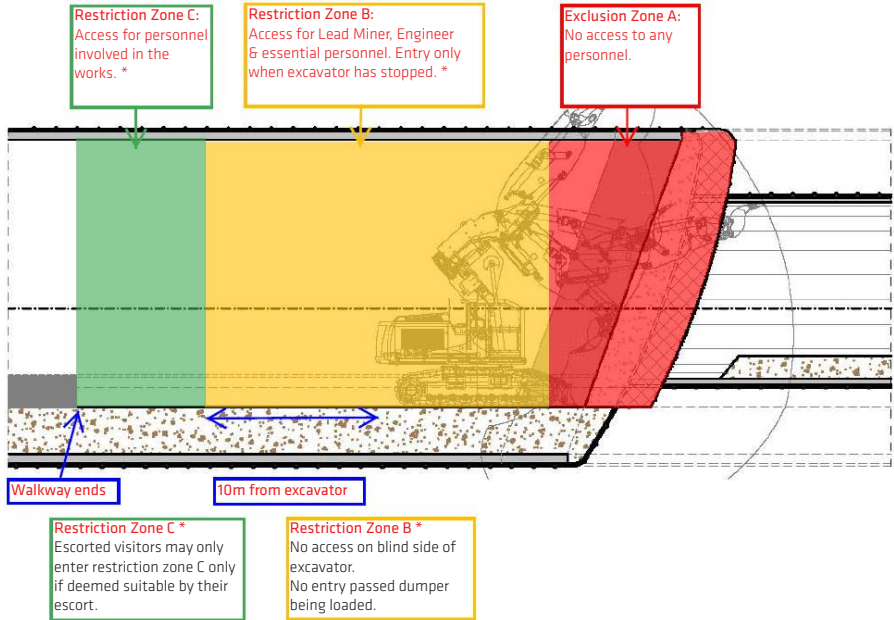 Restriction Zone C:
Access for personnel
involved in the
works. *
Restriction Zone B:
Access for Lead Miner, Engineer
& essential personnel. Entry only
when excavator has stopped. *
Exclusion Zone A:
No access to any
personnel.
Walkway ends
10m from excavator
Restriction Zone C *
Escorted visitors may only
enter restriction zone C only
if deemed suitable by their
escort.
Restriction Zone B *
No access on blind side of
excavator.
No entry passed dumper
being loaded.